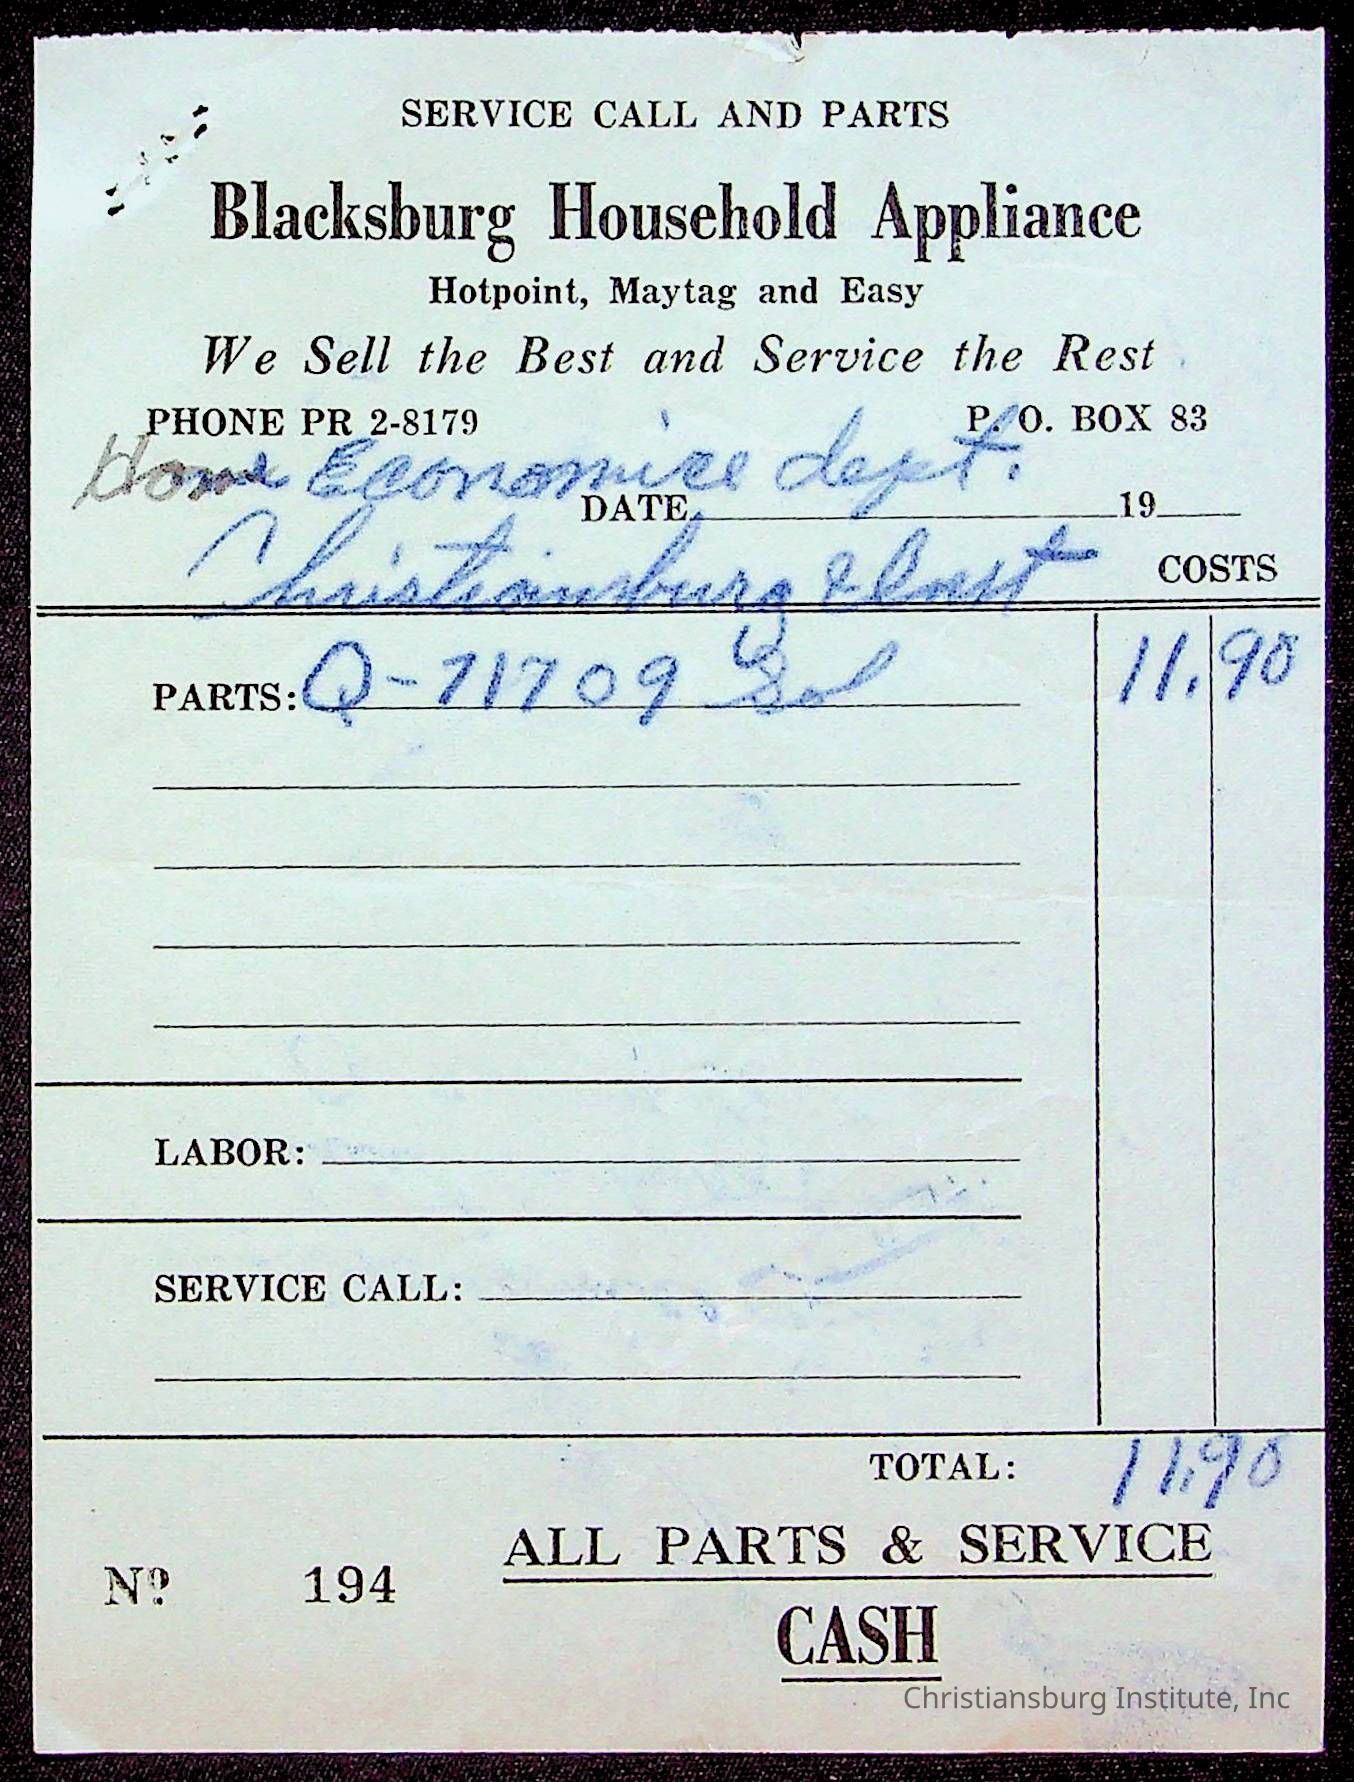 SERVICE CALL AND PARTS
Blacksburg Household Appliance
Hotpoint, Maytag and Easy
We Sell the Best and Service the Rest
PHONE PR 2-8179 P. O. BOX 83
Home Economics dept.
DATE 19
Christiansburg
COSTS
PARTS: Q-71709 11.90
LABOR:
SERVICE CALL:
TOTAL: 11.90
ALL PARTS & SERVICE
Nº 194
CASH
Christiansburg Institute, Inc